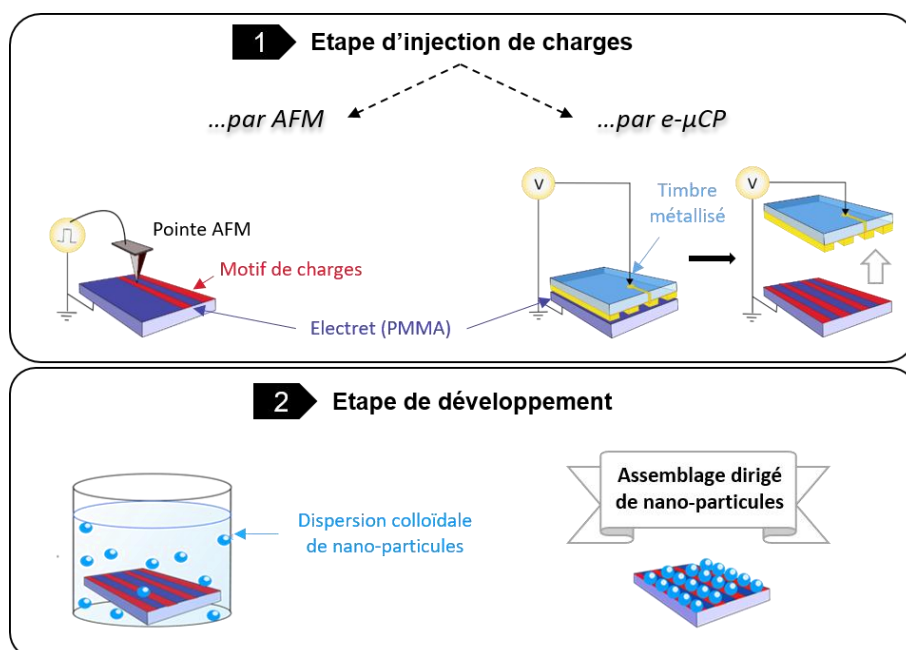 1 Etape d’injection de charges
...par AFM
...par e-µCP
V
V
Timbre
métallisé
Pointe AFM
Motif de charges
Electret (PMMA)
2 Etape de développement
Dispersion colloïdale
de nano-particules
Assemblage dirigé
de nano-particules